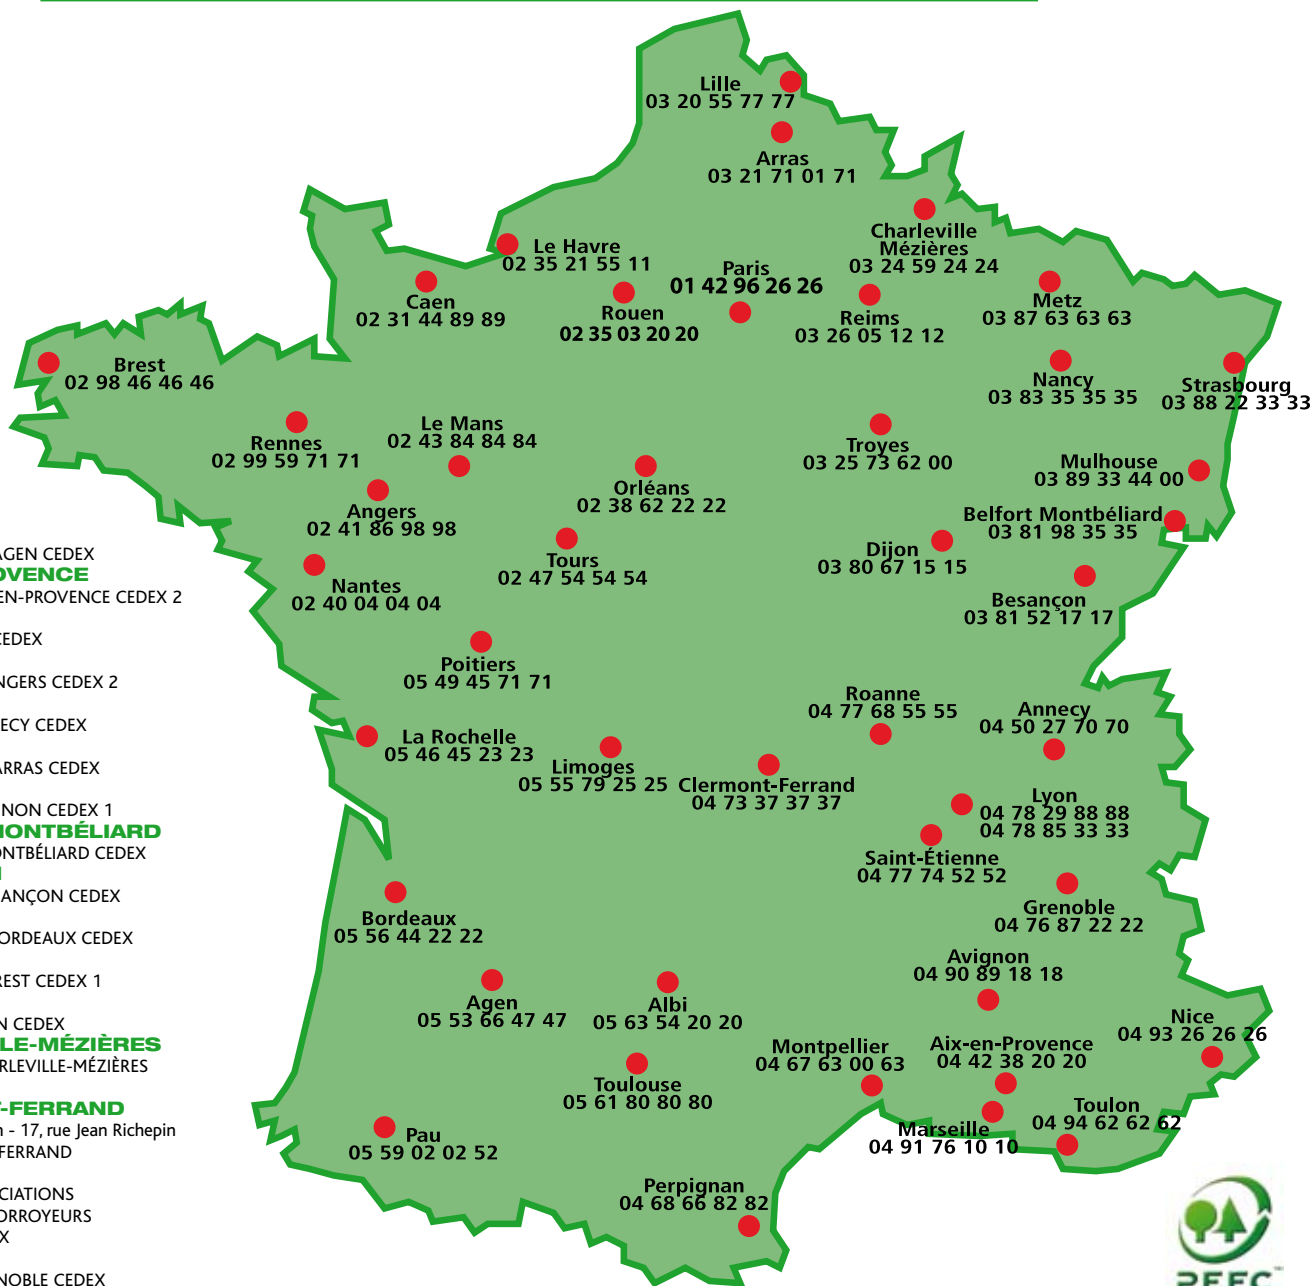 Lille
03 20 55 77 77
Arras
03 21 71 01 71
Charleville
Mézières
03 24 59 24 24
Le Havre
02 35 21 55 11
Paris
01 42 96 26 26
Caen
02 31 44 89 89
Rouen
02 35 03 20 20
Reims
03 26 05 12 12
Metz
03 87 63 63 63
Brest
02 98 46 46 46
Nancy
03 83 35 35 35
Strasbourg
03 88 22 33 33
Rennes
02 99 59 71 71
Le Mans
02 43 84 84 84
Troyes
03 25 73 62 00
Mulhouse
03 89 33 44 00
Orléans
02 38 62 22 22
Angers
02 41 86 98 98
Belfort Montbéliard
03 81 98 35 35
Dijon
03 80 67 15 15
Tours
02 47 54 54 54
Nantes
02 40 04 04 04
Besançon
03 81 52 17 17
Poitiers
05 49 45 71 71
Roanne
04 77 68 55 55
Annecy
04 50 27 70 70
La Rochelle
05 46 45 23 23
Limoges
05 55 79 25 25
Clermont-Ferrand
04 73 37 37 37
Lyon
04 78 29 88 88
04 78 85 33 33
Saint-Étienne
04 77 74 52 52
Grenoble
04 76 87 22 22
Bordeaux
05 56 44 22 22
Avignon
04 90 89 18 18
Agen
05 53 66 47 47
Albi
05 63 54 20 20
Nice
04 93 26 26 26
Montpellier
04 67 63 00 63
Aix-en-Provence
04 42 38 20 20
Toulouse
05 61 80 80 80
Toulon
04 94 62 62 62
Marseille
04 91 76 10 10
Pau
05 59 02 02 52
Perpignan
04 68 66 82 82
AGEN CEDEX
OVENCE
EN-PROVENCE CEDEX 2
CEDEX
NGERS CEDEX 2
ECY CEDEX
ARRAS CEDEX
NON CEDEX 1
MONTBÉLIARD
ONTBÉLIARD CEDEX
ANÇON CEDEX
ORDEAUX CEDEX
REST CEDEX 1
N CEDEX
LE-MÉZIÈRES
RLEVILLE-MÉZIÈRES
T-FERRAND
n - 17, rue Jean Richepin
FERRAND
CIATIONS
ORROYEURS
X
NOBLE CEDEX
PEFC